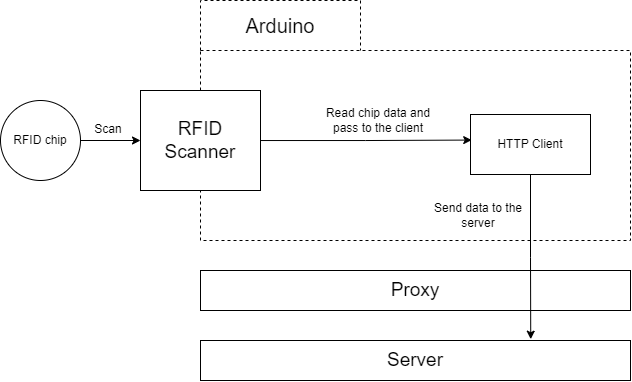 Arduino
RFID chip
Scan
RFID
Scanner
Read chip data and
pass to the client
HTTP Client
Send data to the
server
Proxy
Server